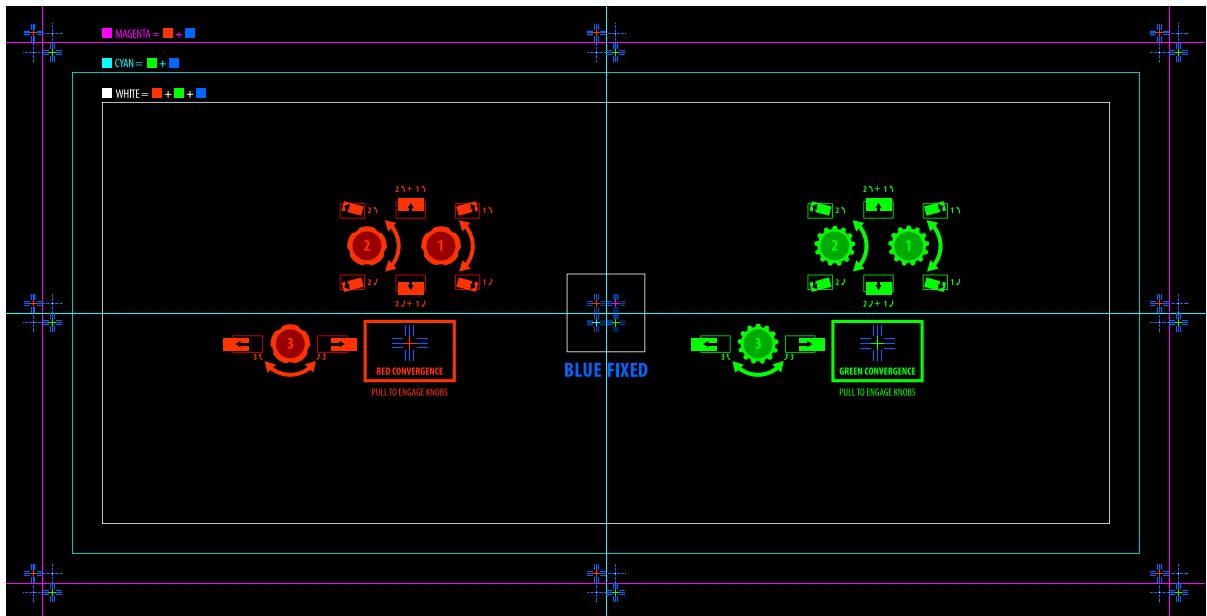 MAGENTA = +
CYAN = +
WHITE = + +
2 + 1
2 + 1
2
1
2
1
2
1
2
1
2
1
2
1
2 + 1
2 + 1
3
3
3
3
3
3
RED CONVERGENCE
GREEN CONVERGENCE
BLUE FIXED
PULL TO ENGAGE KNOBS
PULL TO ENGAGE KNOBS